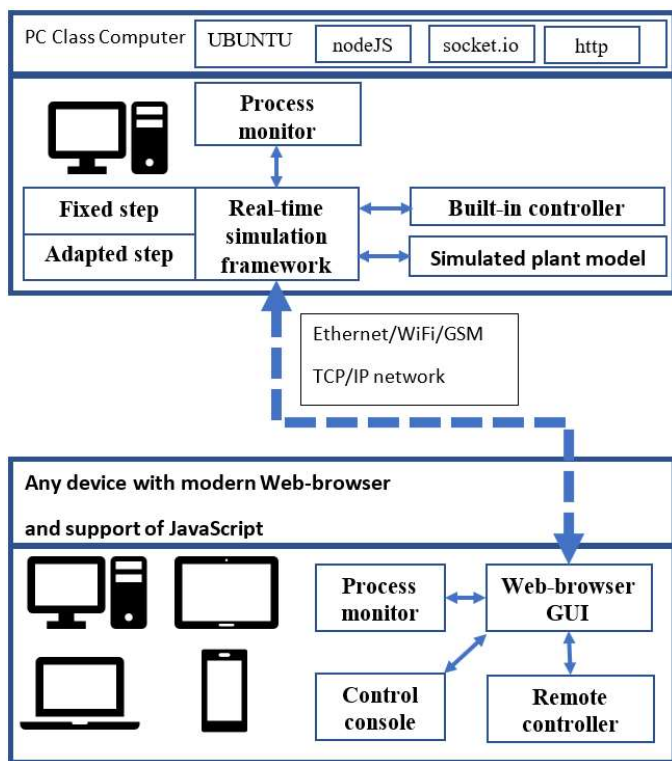 PC Class Computer
UBUNTU
nodeJS
socket.io
http
Process
monitor
Fixed step
Adapted step
Real-time
simulation
framework
Built-in controller
Simulated plant model
Ethernet/WiFi/GSM
TCP/IP network
Any device with modern Web-browser
and support of JavaScript
Process
monitor
Web-browser
GUI
Control
console
Remote
controller